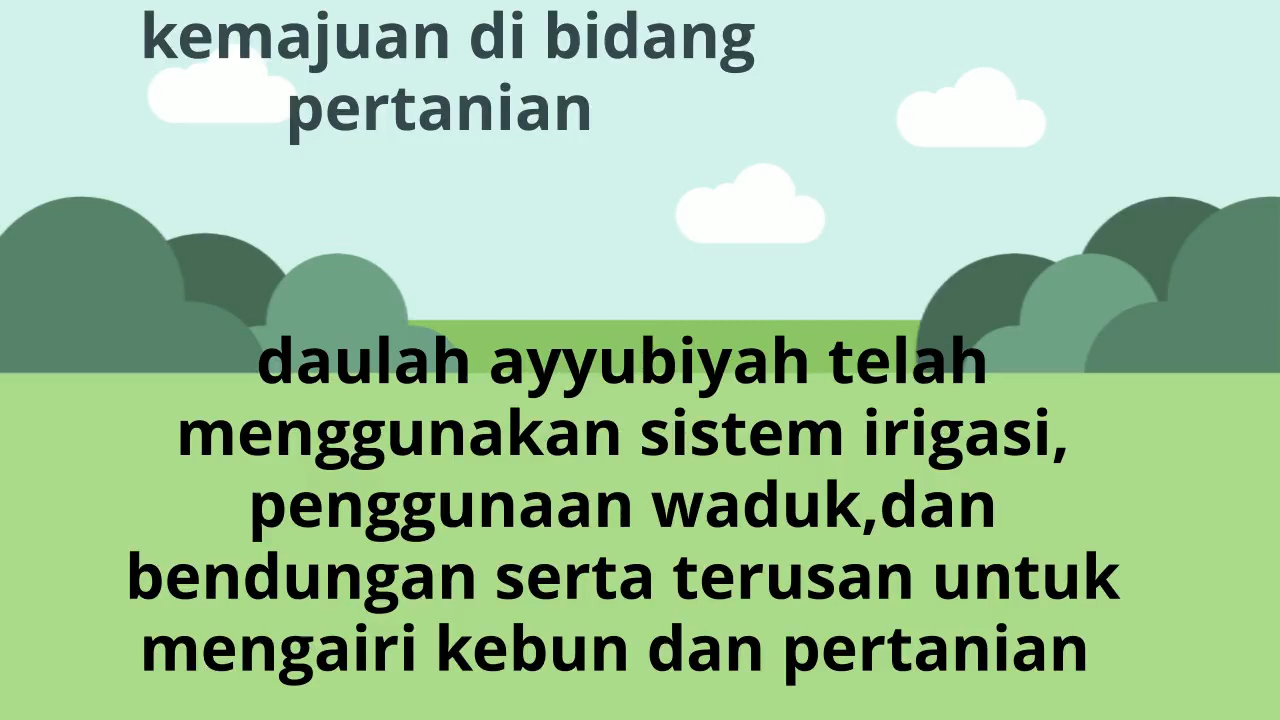 kemajuan di bidang
pertanian
daulah ayyubiyah telah
menggunakan sistem irigasi,
penggunaan waduk,dan
bendungan serta terusan untuk
mengairi kebun dan pertanian